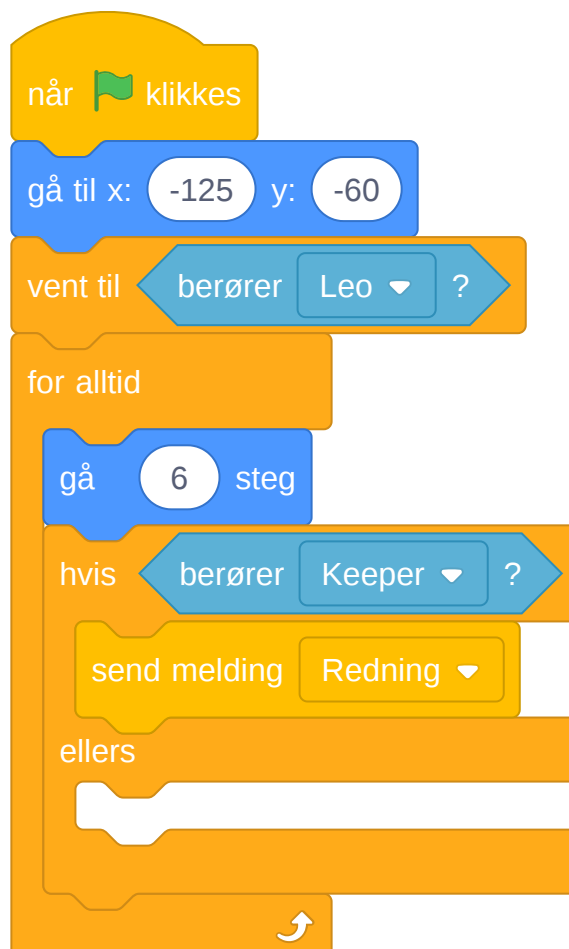 når klikkes
gå til x: -125 y: -60
vent til berører Leo ?
for alltid
gå 6 steg
hvis berører Keeper ?
send melding Redning
ellers